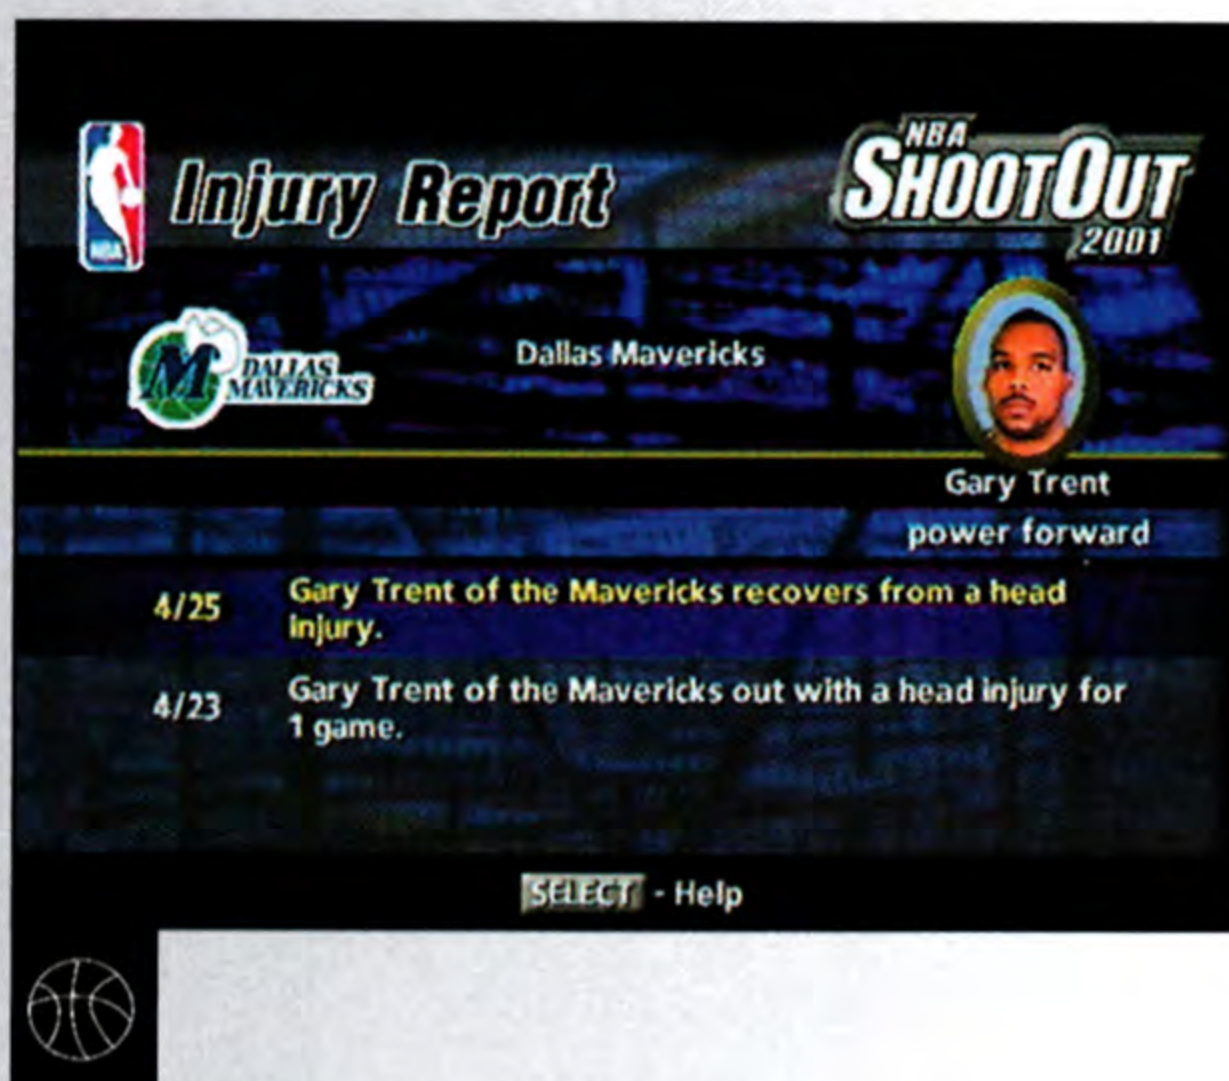 NBA
Injury Report
NBA
SHOOTOUT
2001
DALLAS
MAVERICKS
M
Dallas Mavericks
Gary Trent
power forward
4/25
Gary Trent of the Mavericks recovers from a head
injury.
4/23
Gary Trent of the Mavericks out with a head injury for
1 game.
SELECT - Help